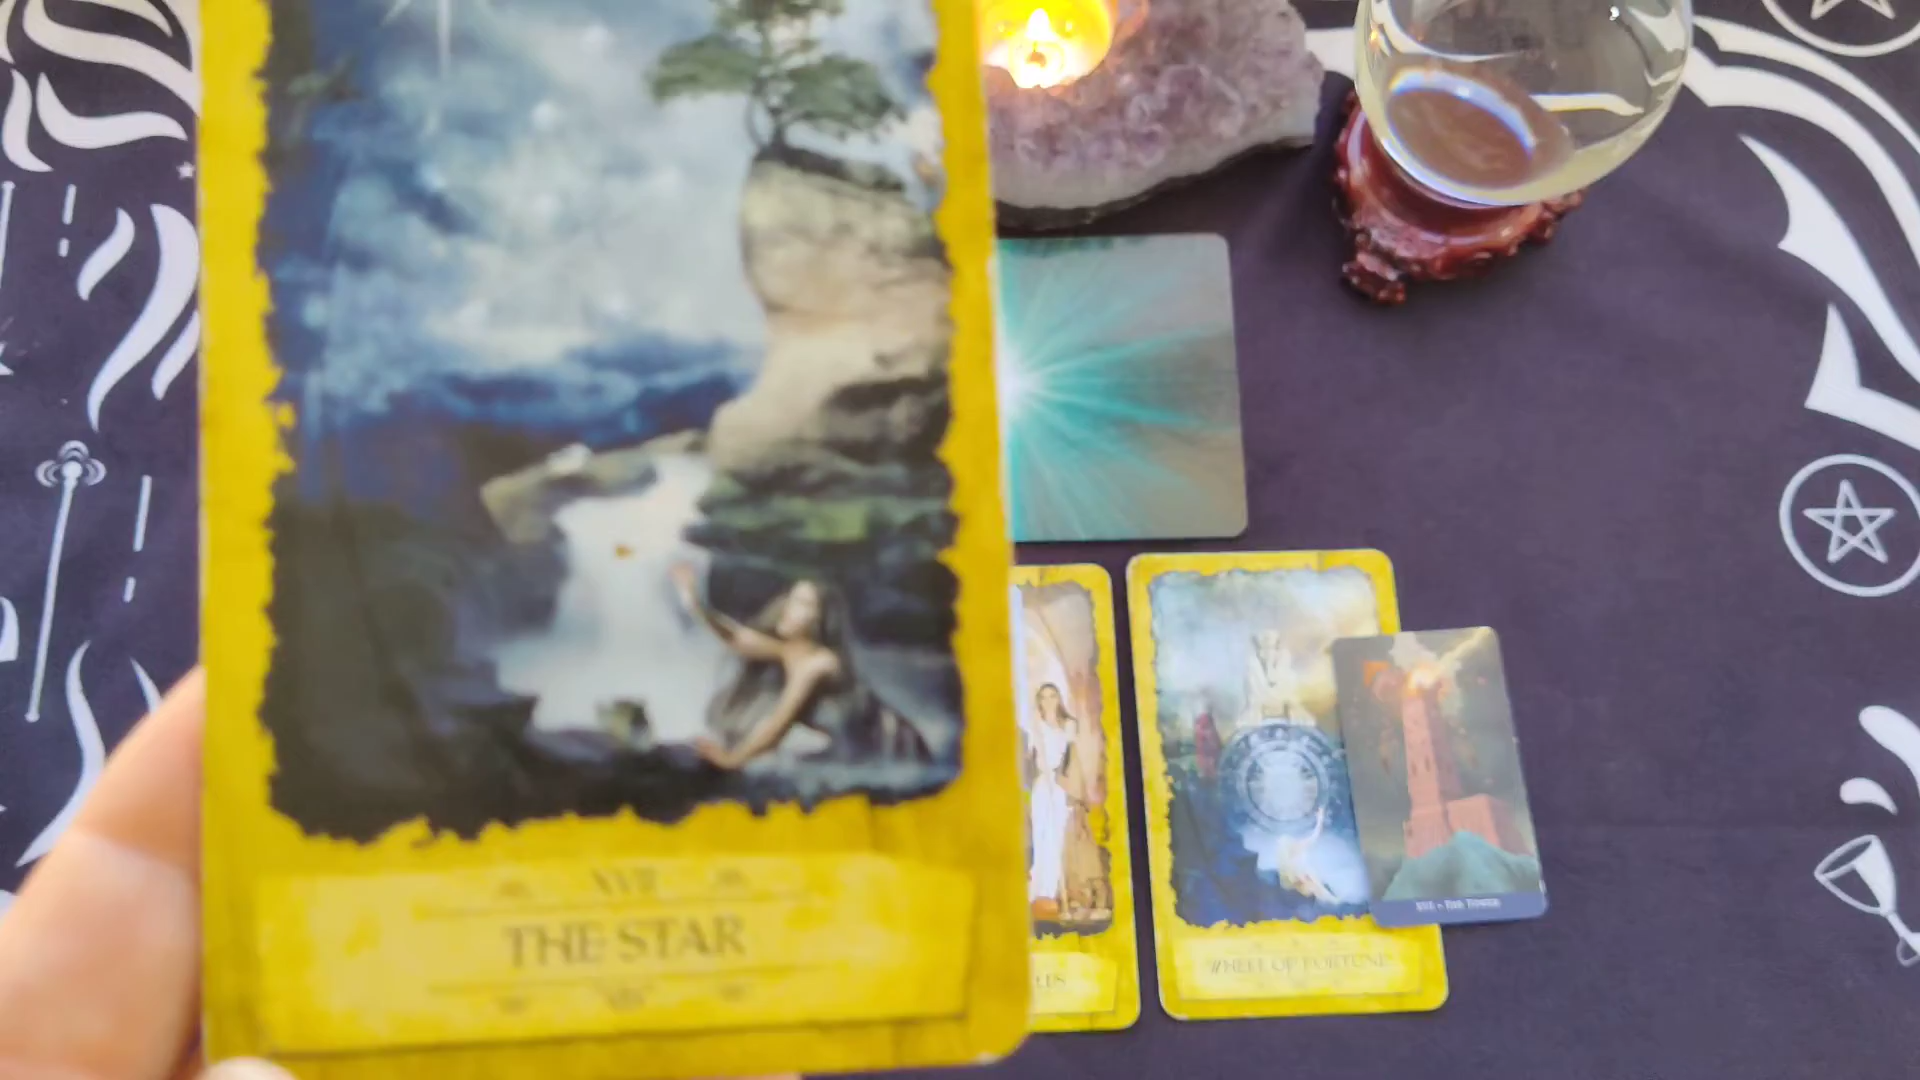 XVII
THE STAR
WHEEL OF FORTUNE
XVI - THE TOWER